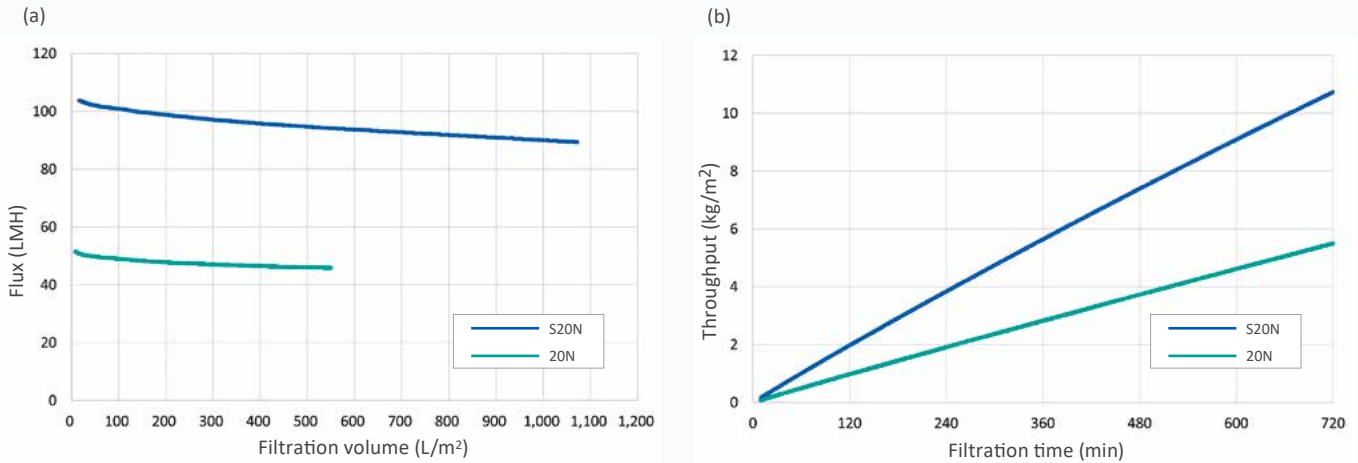 (a)
120
100
80
60
40
20
0
Flux (LMH)
0 100 200 300 400 500 600 700 800 900 1,000 1,100 1,200
Filtration volume (L/m²)
S20N
20N
(b)
12
10
8
6
4
2
0
Throughput (kg/m²)
0 120 240 360 480 600 720
Filtration time (min)
S20N
20N